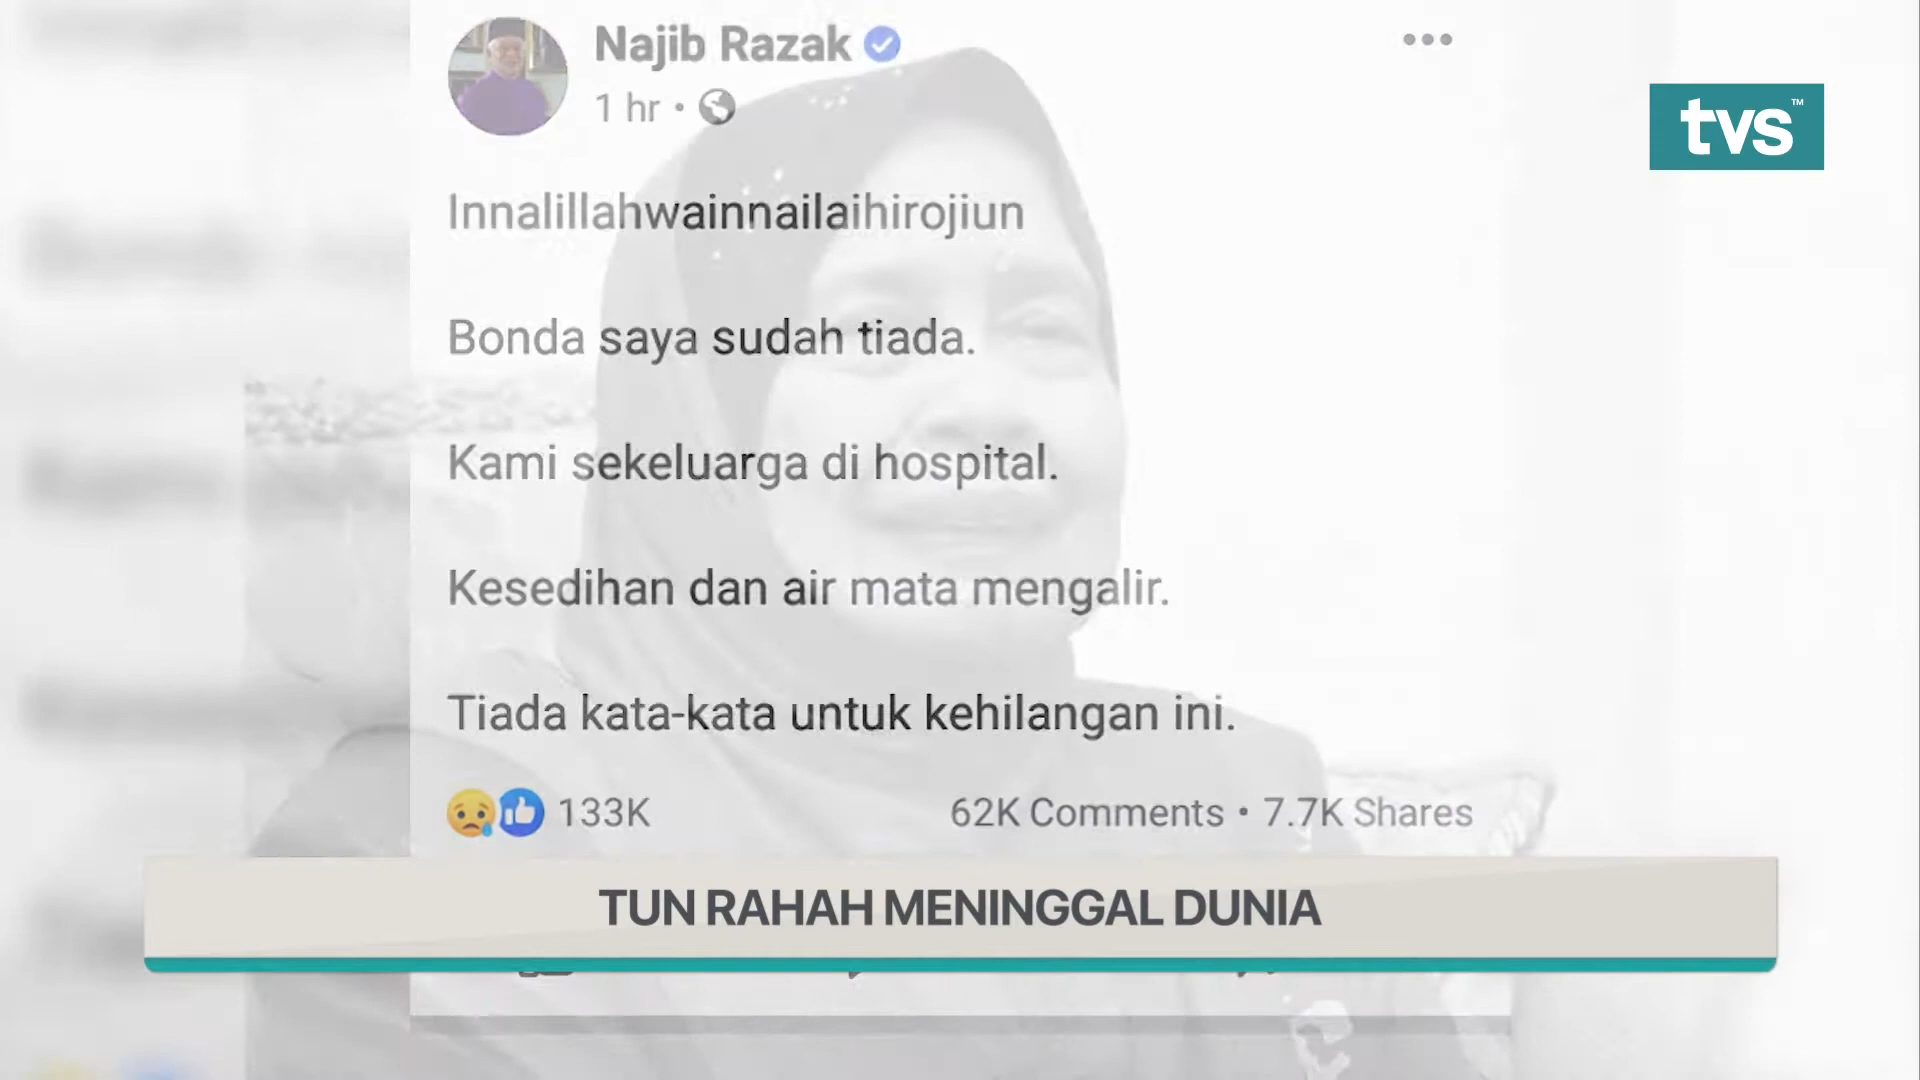 Najib Razak
1 hr •
tvs™
Innalillahwainnailaihirojiun
Bonda saya sudah tiada.
Kami sekeluarga di hospital.
Kesedihan dan air mata mengalir.
Tiada kata-kata untuk kehilangan ini.
133K 62K Comments • 7.7K Shares
TUN RAHAH MENINGGAL DUNIA